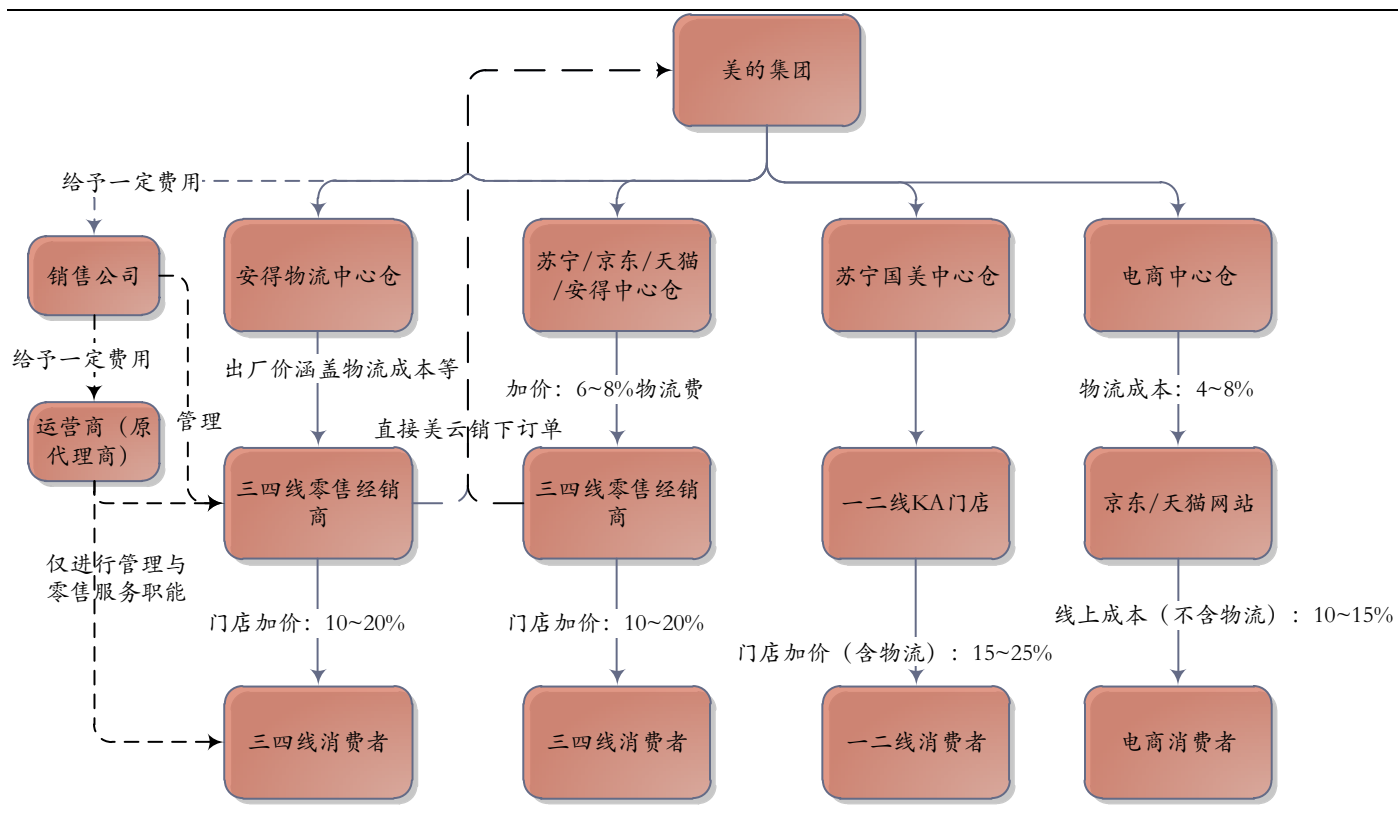 美的集团
给予一定费用
销售公司
安得物流中心仓
苏宁/京东/天猫
/安得中心仓
苏宁国美中心仓
电商中心仓
给予一定费用
出厂价涵盖物流成本等
加价：6~8%物流费
物流成本：4~8%
运营商（原
代理商）
管理
直接美云销下订单
三四线零售经销
商
三四线零售经销
商
一二线KA门店
京东/天猫网站
仅进行管理与
零售服务职能
门店加价：10~20%
门店加价：10~20%
门店加价（含物流）：15~25%
线上成本（不含物流）：10~15%
三四线消费者
三四线消费者
一二线消费者
电商消费者